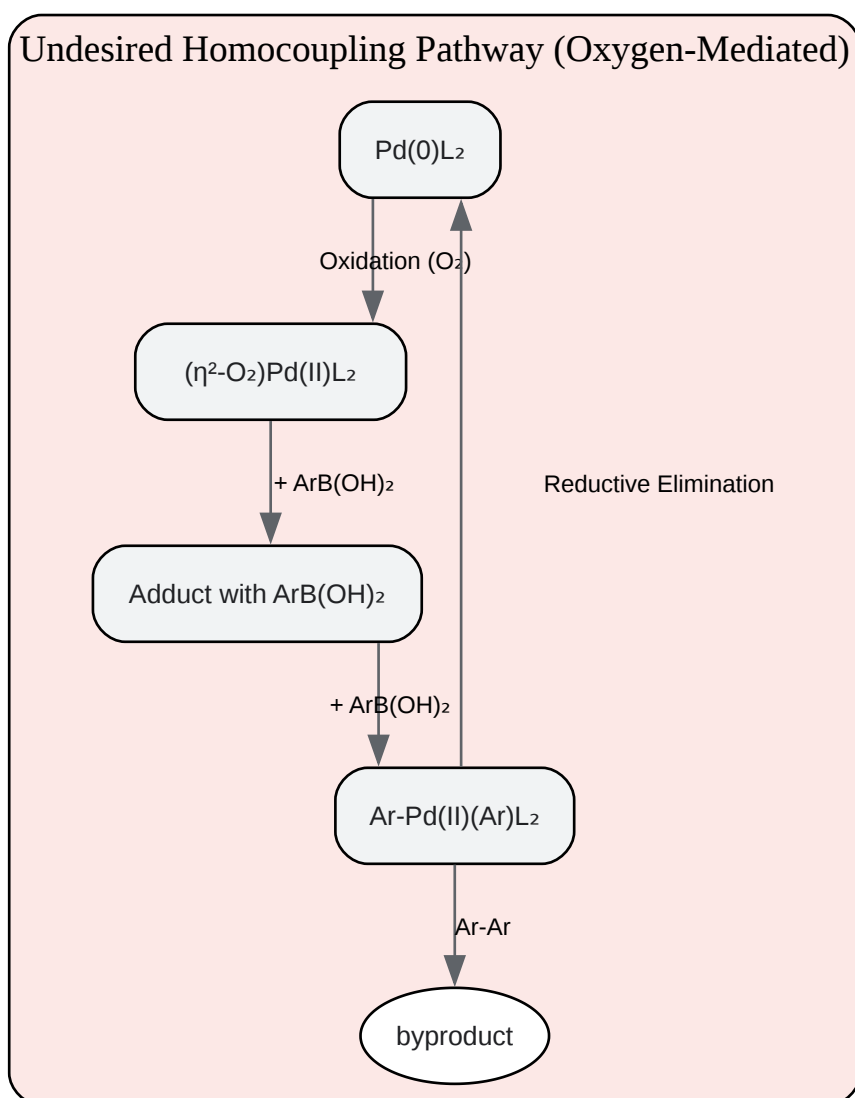 Undesired Homocoupling Pathway (Oxygen-Mediated)
Pd(0)L₂
Oxidation (O₂)
(η²-O₂)Pd(II)L₂
+ ArB(OH)₂
Reductive Elimination
Adduct with ArB(OH)₂
+ ArB(OH)₂
Ar-Pd(II)(Ar)L₂
Ar-Ar
byproduct